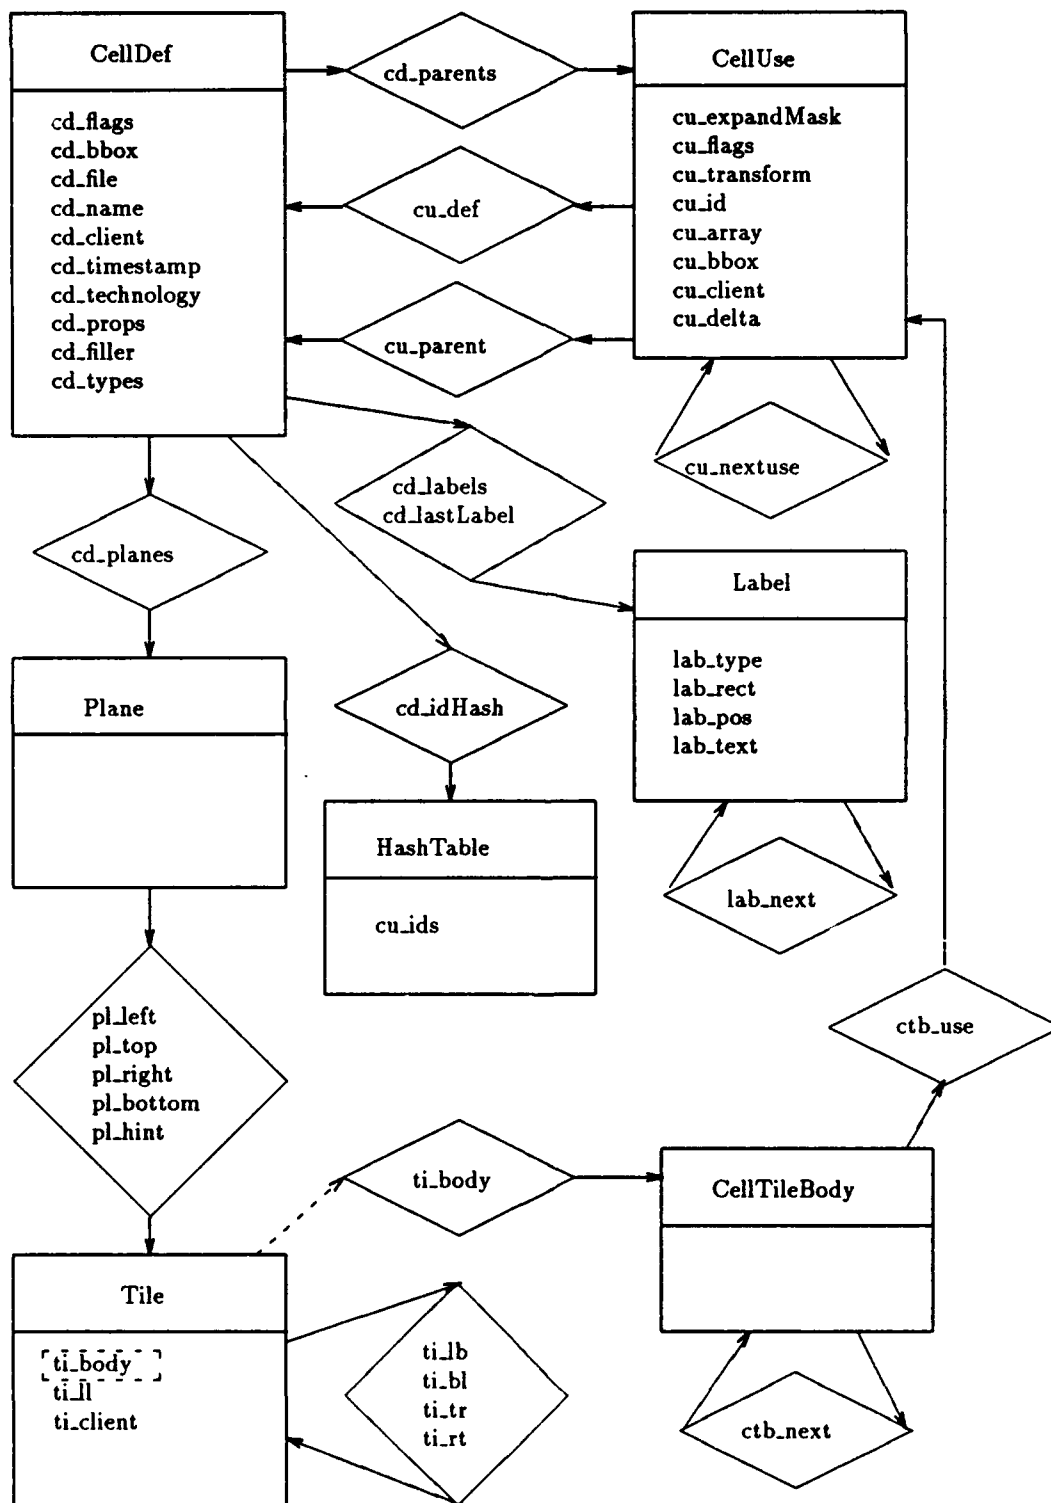 CellDef
cd_flags
cd_bbox
cd_file
cd_name
cd_client
cd_timestamp
cd_technology
cd_props
cd_filler
cd_types
cd_parents
cu_def
cu_parent
CellUse
cu_expandMask
cu_flags
cu_transform
cu_id
cu_array
cu_bbox
cu_client
cu_delta
cu_nextuse
cd_labels
cd_lastLabel
cd_planes
Label
lab_type
lab_rect
lab_pos
lab_text
Plane
cd_idHash
HashTable
cu_ids
lab_next
pl_left
pl_top
pl_right
pl_bottom
pl_hint
ctb_use
ti_body
CellTileBody
Tile
ti_body
ti_ll
ti_client
ti_lb
ti_bl
ti_tr
ti_rt
ctb_next